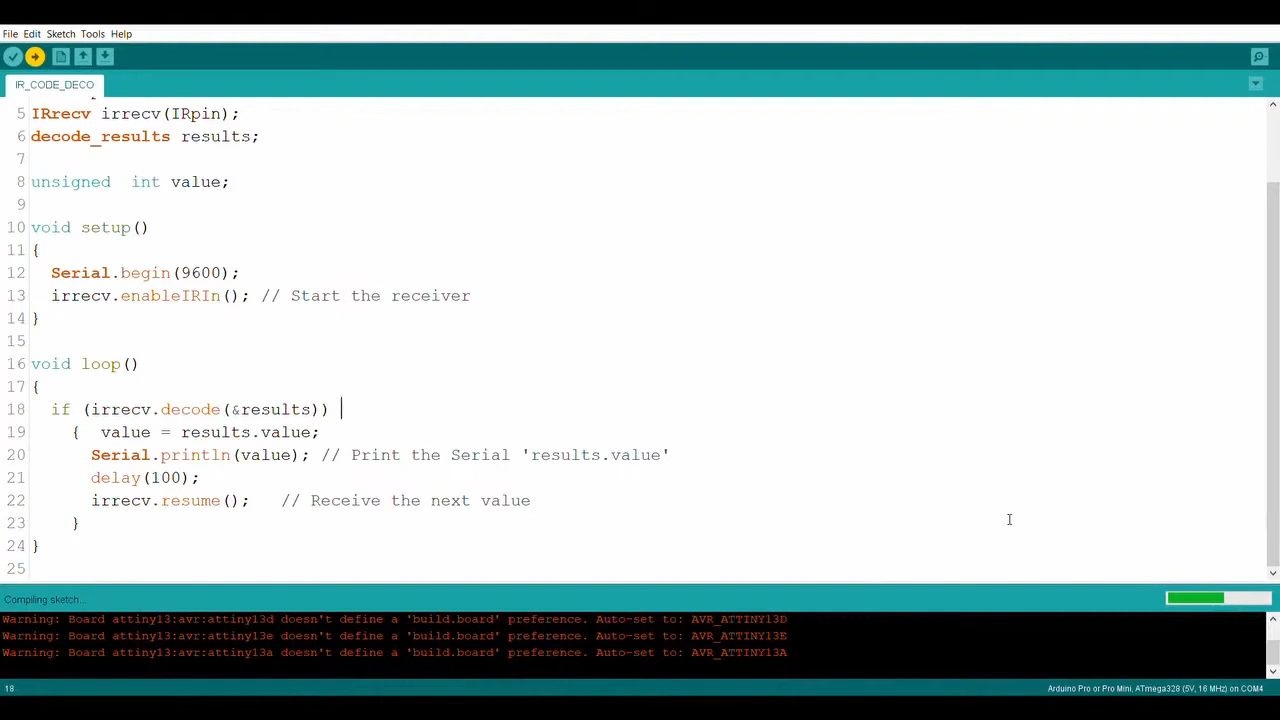 File Edit Sketch Tools Help
IR_CODE_DECO
5 IRrecv irrecv(IRpin);
6 decode_results results;
7
8 unsigned  int value;
9
10 void setup()
11 {
12 Serial.begin(9600);
13 irrecv.enableIRIn(); // Start the receiver
14 }
15
16 void loop()
17 {
18 if (irrecv.decode(&results))
19 {  value = results.value;
20 Serial.println(value); // Print the Serial 'results.value'
21 delay(100);
22 irrecv.resume();   // Receive the next value
23 }
24 }
25
Compiling sketch...
Warning: Board attiny13:avr:attiny13d doesn't define a 'build.board' preference. Auto-set to: AVR_ATTINY13D
Warning: Board attiny13:avr:attiny13e doesn't define a 'build.board' preference. Auto-set to: AVR_ATTINY13E
Warning: Board attiny13:avr:attiny13a doesn't define a 'build.board' preference. Auto-set to: AVR_ATTINY13A
18 Arduino Pro or Pro Mini, ATmega328 (5V, 16 MHz) on COM4